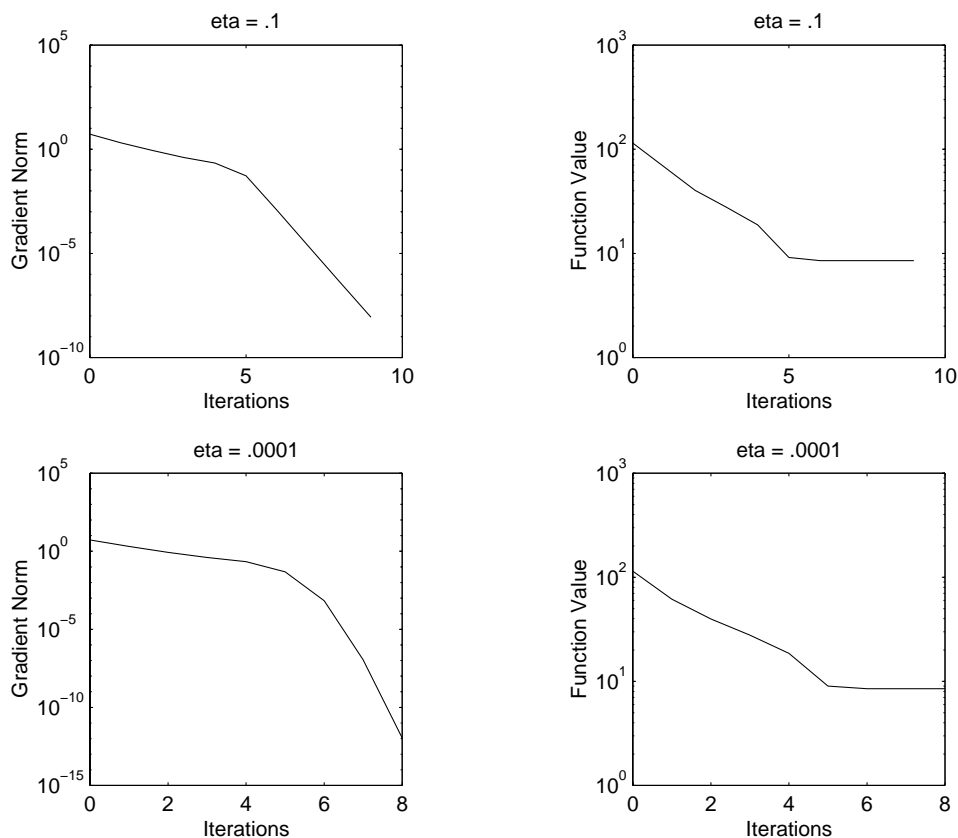 eta = .1
10^5
10^0
10^−5
10^−10
Gradient Norm
0 5 10
Iterations
eta = .1
10^3
10^2
10^1
10^0
Function Value
0 5 10
Iterations
eta = .0001
10^5
10^0
10^−5
10^−10
10^−15
Gradient Norm
0 2 4 6 8
Iterations
eta = .0001
10^3
10^2
10^1
10^0
Function Value
0 2 4 6 8
Iterations